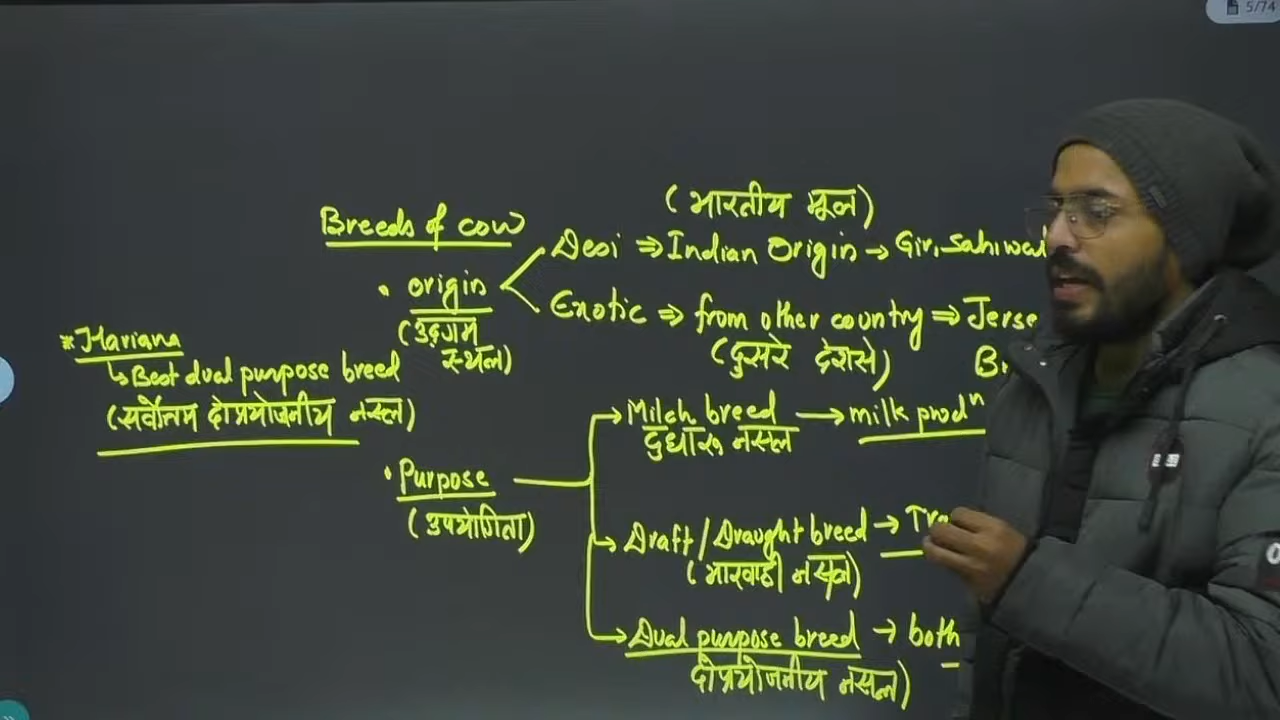 5/74
Breeds of cow
(भारतीय मूल)
Desi ⇒ Indian Origin → Gir, Sahiwal
• origin
(उद्गम
स्थल)
Exotic ⇒ from other country ⇒ Jerse
(दुसरे देशसे)
* Hariana
↳ Best dual purpose breed
(सर्वोत्तम दोप्रयोजनीय नस्ल)
Milch breed → milk prodⁿ
दुधारू नस्ल
• Purpose
(उपयोगिता)
Draft/Draught breed → Tra
(भारवाही नस्ल)
Dual purpose breed → both
दोप्रयोजनीय नस्ल)